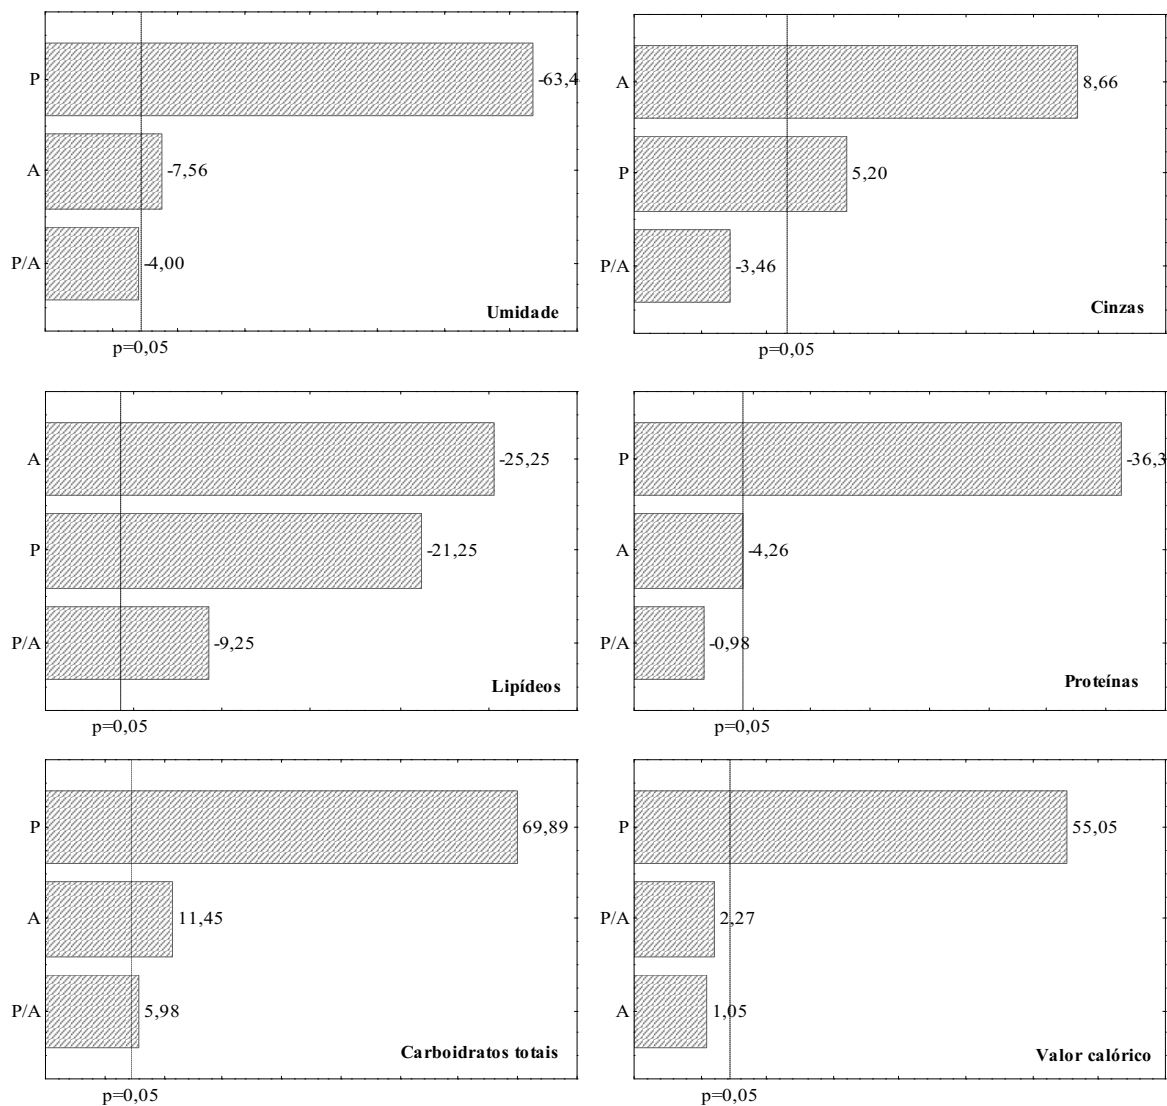 P
-63,4
A
-7,56
P/A
-4,00
Umidade
p=0,05
A
8,66
P
5,20
P/A
-3,46
Cinzas
p=0,05
A
-25,25
P
-21,25
P/A
-9,25
Lipídeos
p=0,05
P
-36,3
A
-4,26
P/A
-0,98
Proteínas
p=0,05
P
69,89
A
11,45
P/A
5,98
Carboidratos totais
p=0,05
P
55,05
P/A
2,27
A
1,05
Valor calórico
p=0,05